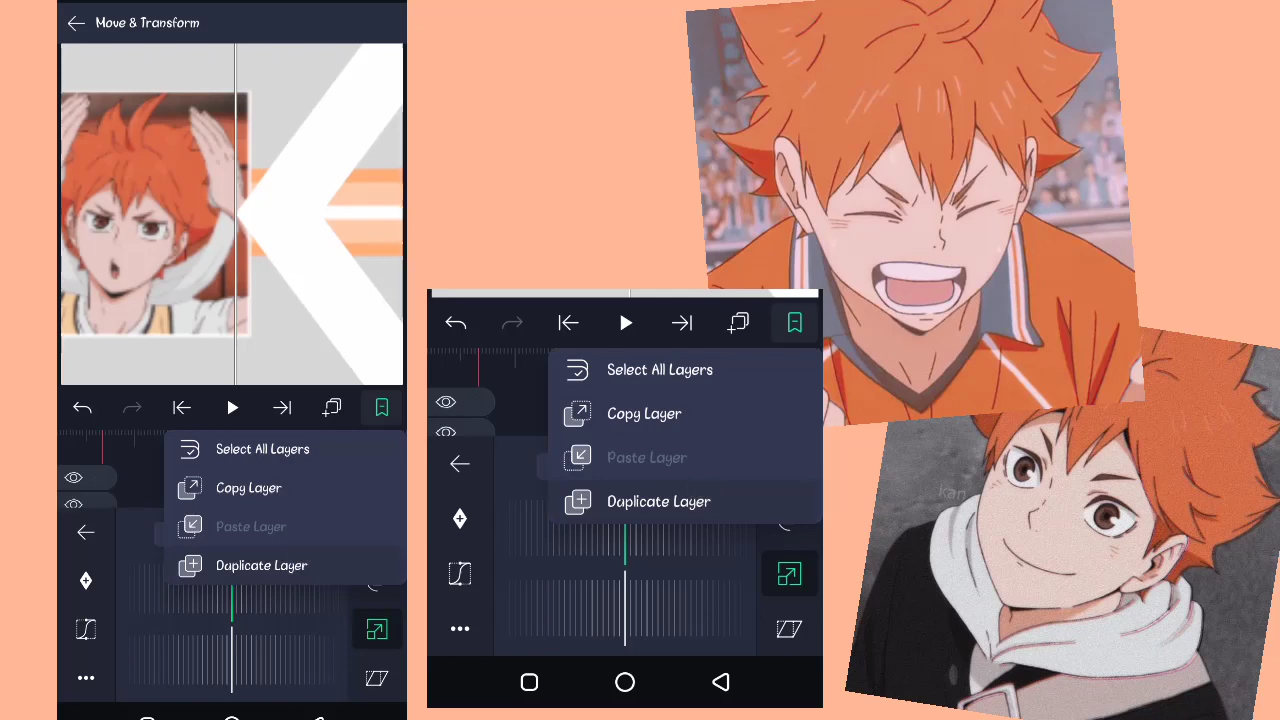 Move & Transform
Select All Layers
Copy Layer
Paste Layer
Duplicate Layer
Select All Layers
Copy Layer
Paste Layer
Duplicate Layer
kan